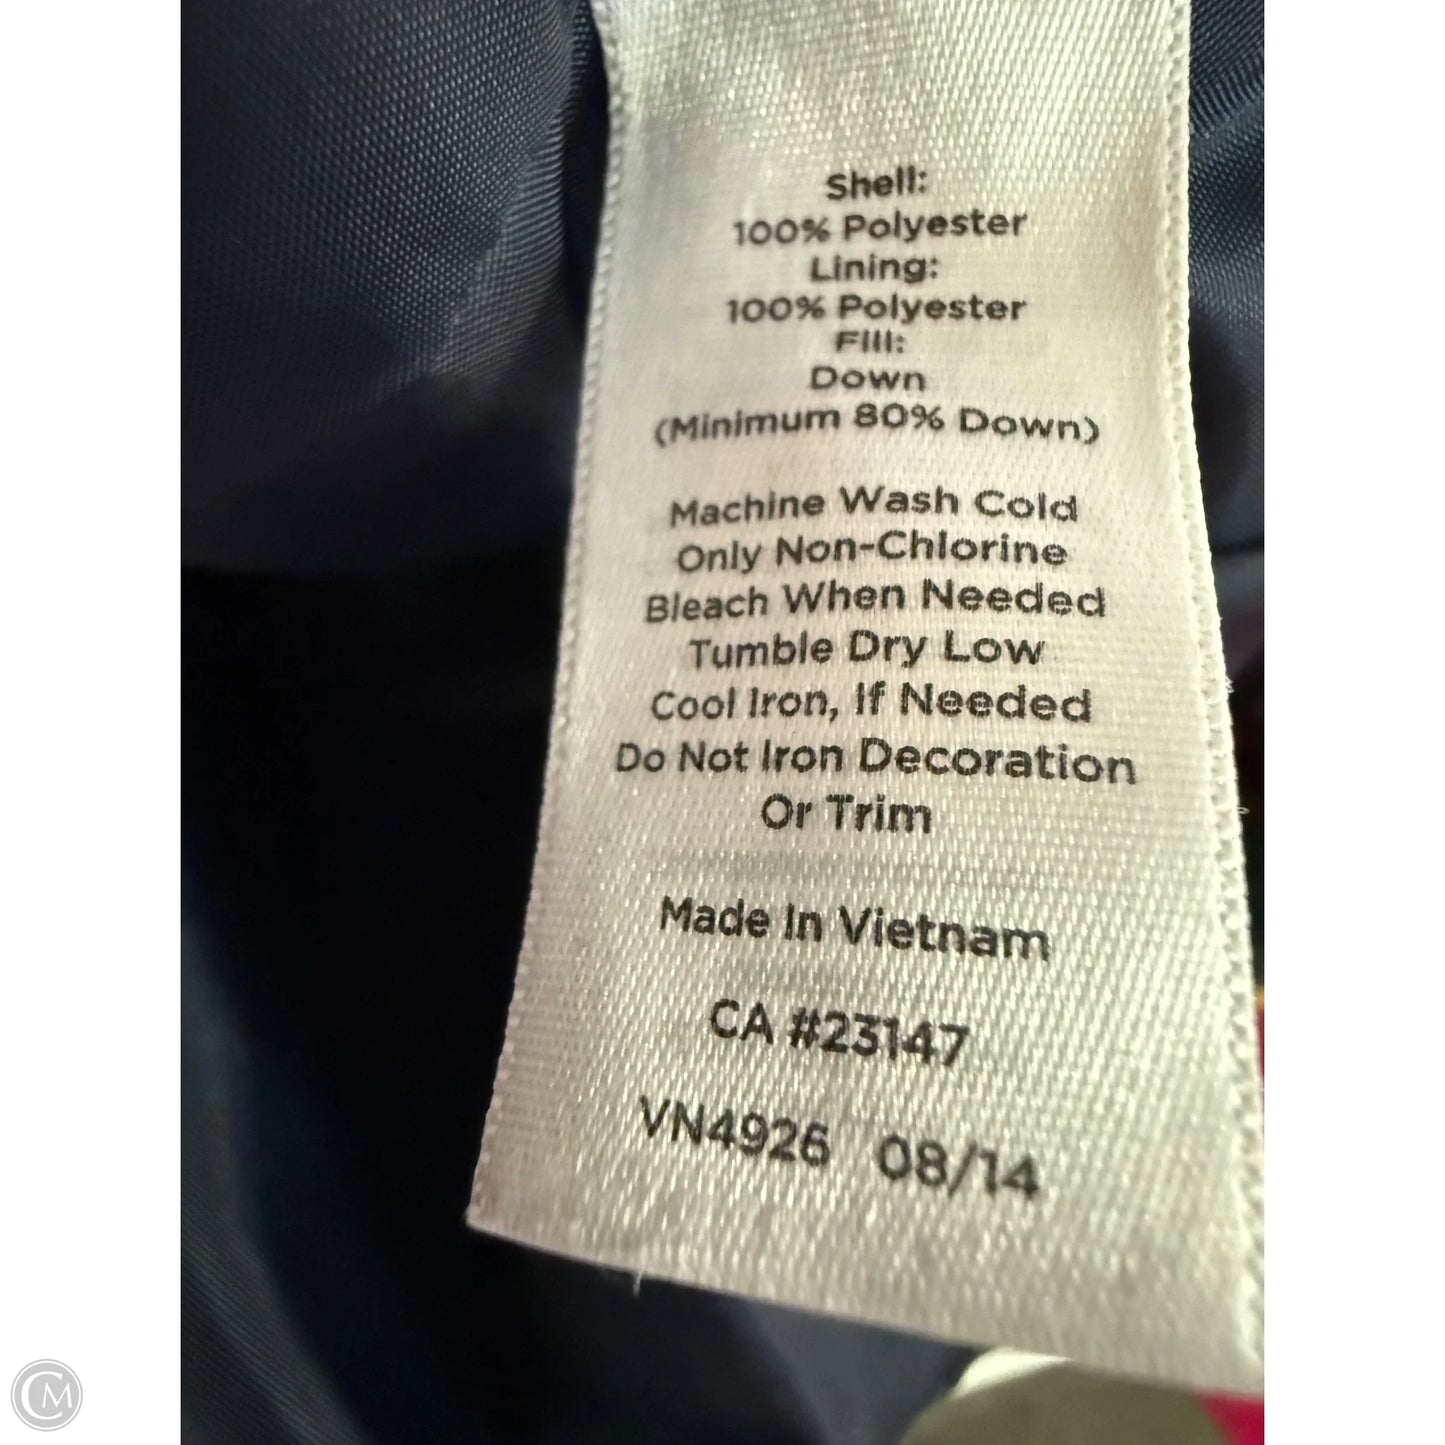 Shell:
100% Polyester
Lining:
100% Polyester
Fill:
Down
(Minimum 80% Down)
Machine Wash Cold
Only Non-Chlorine
Bleach When Needed
Tumble Dry Low
Cool Iron, If Needed
Do Not Iron Decoration
Or Trim
Made In Vietnam
CA #23147
VN4926 08/14
CM